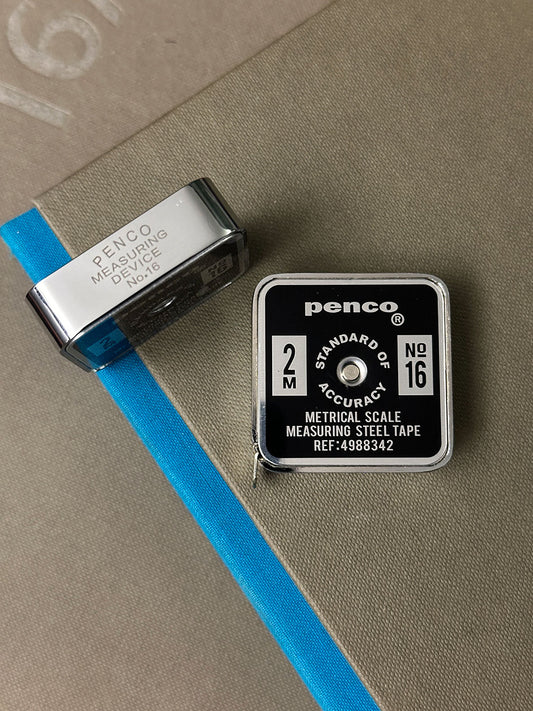 PENCO
MEASURING
DEVICE
No.16
2
M
penco®
STANDARD OF
ACCURACY
2
M
No
16
METRICAL SCALE
MEASURING STEEL TAPE
REF:4988342